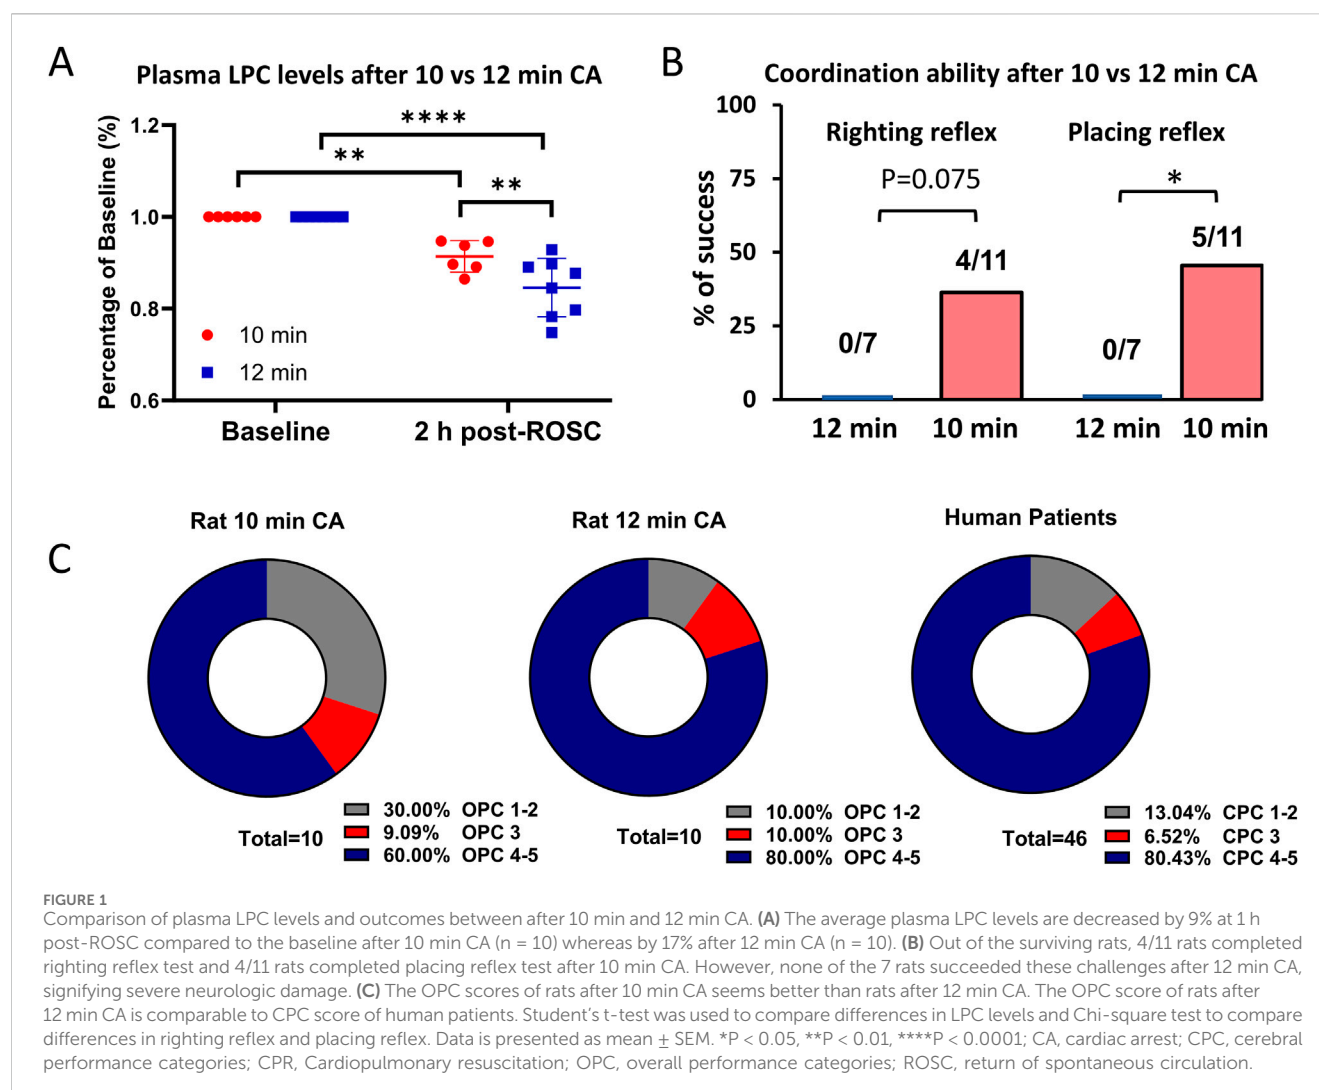 A
Plasma LPC levels after 10 vs 12 min CA
Percentage of Baseline (%)
1.2
1.0
0.8
0.6
****
**
**
10 min
12 min
Baseline
2 h post-ROSC
B
Coordination ability after 10 vs 12 min CA
% of success
100
75
50
25
0
Righting reflex
Placing reflex
P=0.075
*
0/7
4/11
0/7
5/11
12 min
10 min
12 min
10 min
C
Rat 10 min CA
Total=10
30.00% OPC 1-2
9.09% OPC 3
60.00% OPC 4-5
Rat 12 min CA
Total=10
10.00% OPC 1-2
10.00% OPC 3
80.00% OPC 4-5
Human Patients
Total=46
13.04% CPC 1-2
6.52% CPC 3
80.43% CPC 4-5
FIGURE 1
Comparison of plasma LPC levels and outcomes between after 10 min and 12 min CA. (A) The average plasma LPC levels are decreased by 9% at 1 h
post-ROSC compared to the baseline after 10 min CA (n = 10) whereas by 17% after 12 min CA (n = 10). (B) Out of the surviving rats, 4/11 rats completed
righting reflex test and 4/11 rats completed placing reflex test after 10 min CA. However, none of the 7 rats succeeded these challenges after 12 min CA,
signifying severe neurologic damage. (C) The OPC scores of rats after 10 min CA seems better than rats after 12 min CA. The OPC score of rats after
12 min CA is comparable to CPC score of human patients. Student's t-test was used to compare differences in LPC levels and Chi-square test to compare
differences in righting reflex and placing reflex. Data is presented as mean ± SEM. *P < 0.05, **P < 0.01, ****P < 0.0001; CA, cardiac arrest; CPC, cerebral
performance categories; CPR, Cardiopulmonary resuscitation; OPC, overall performance categories; ROSC, return of spontaneous circulation.